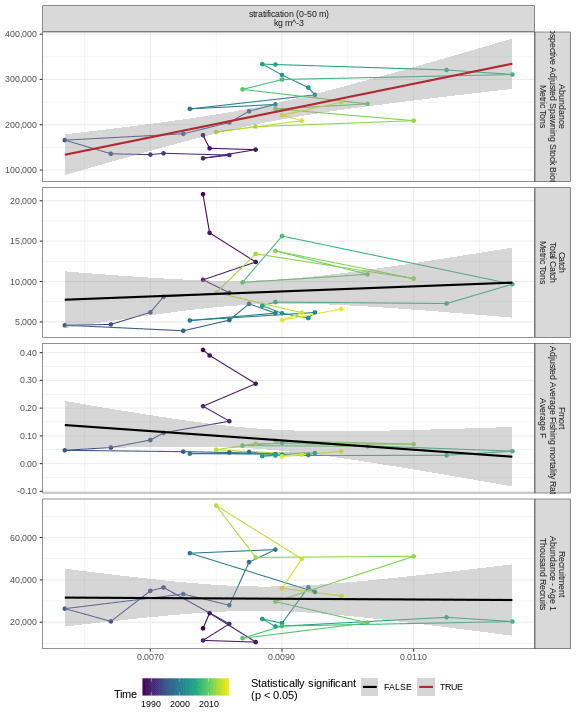 stratification (0-50 m)
kg m^-3
400,000
300,000
200,000
100,000
Abundance
Adjusted Spawning Stock
Metric Tons
20,000
15,000
10,000
5,000
Catch
Total Catch
Metric Tons
0.40
0.30
0.20
0.10
0.00
-0.10
Fmort
Adjusted Average Fishing mortality
Average F
60,000
40,000
20,000
Recruitment
Abundance - Age 1
Thousand Recruits
0.0070
0.0090
0.0110
Time
1990 2000 2010
Statistically significant
(p < 0.05)
FALSE
TRUE